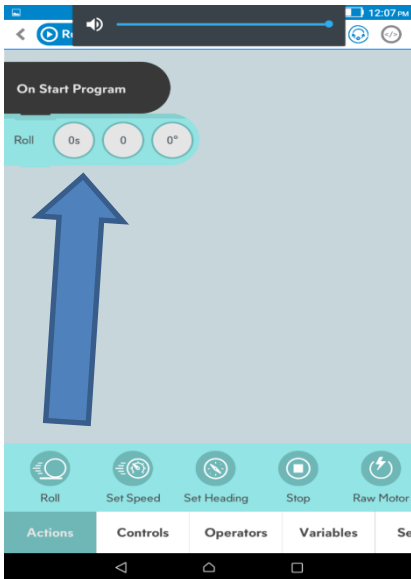 12:07 PM
On Start Program
Roll 0s 0 0°
Roll Set Speed Set Heading Stop Raw Motor
Actions Controls Operators Variables